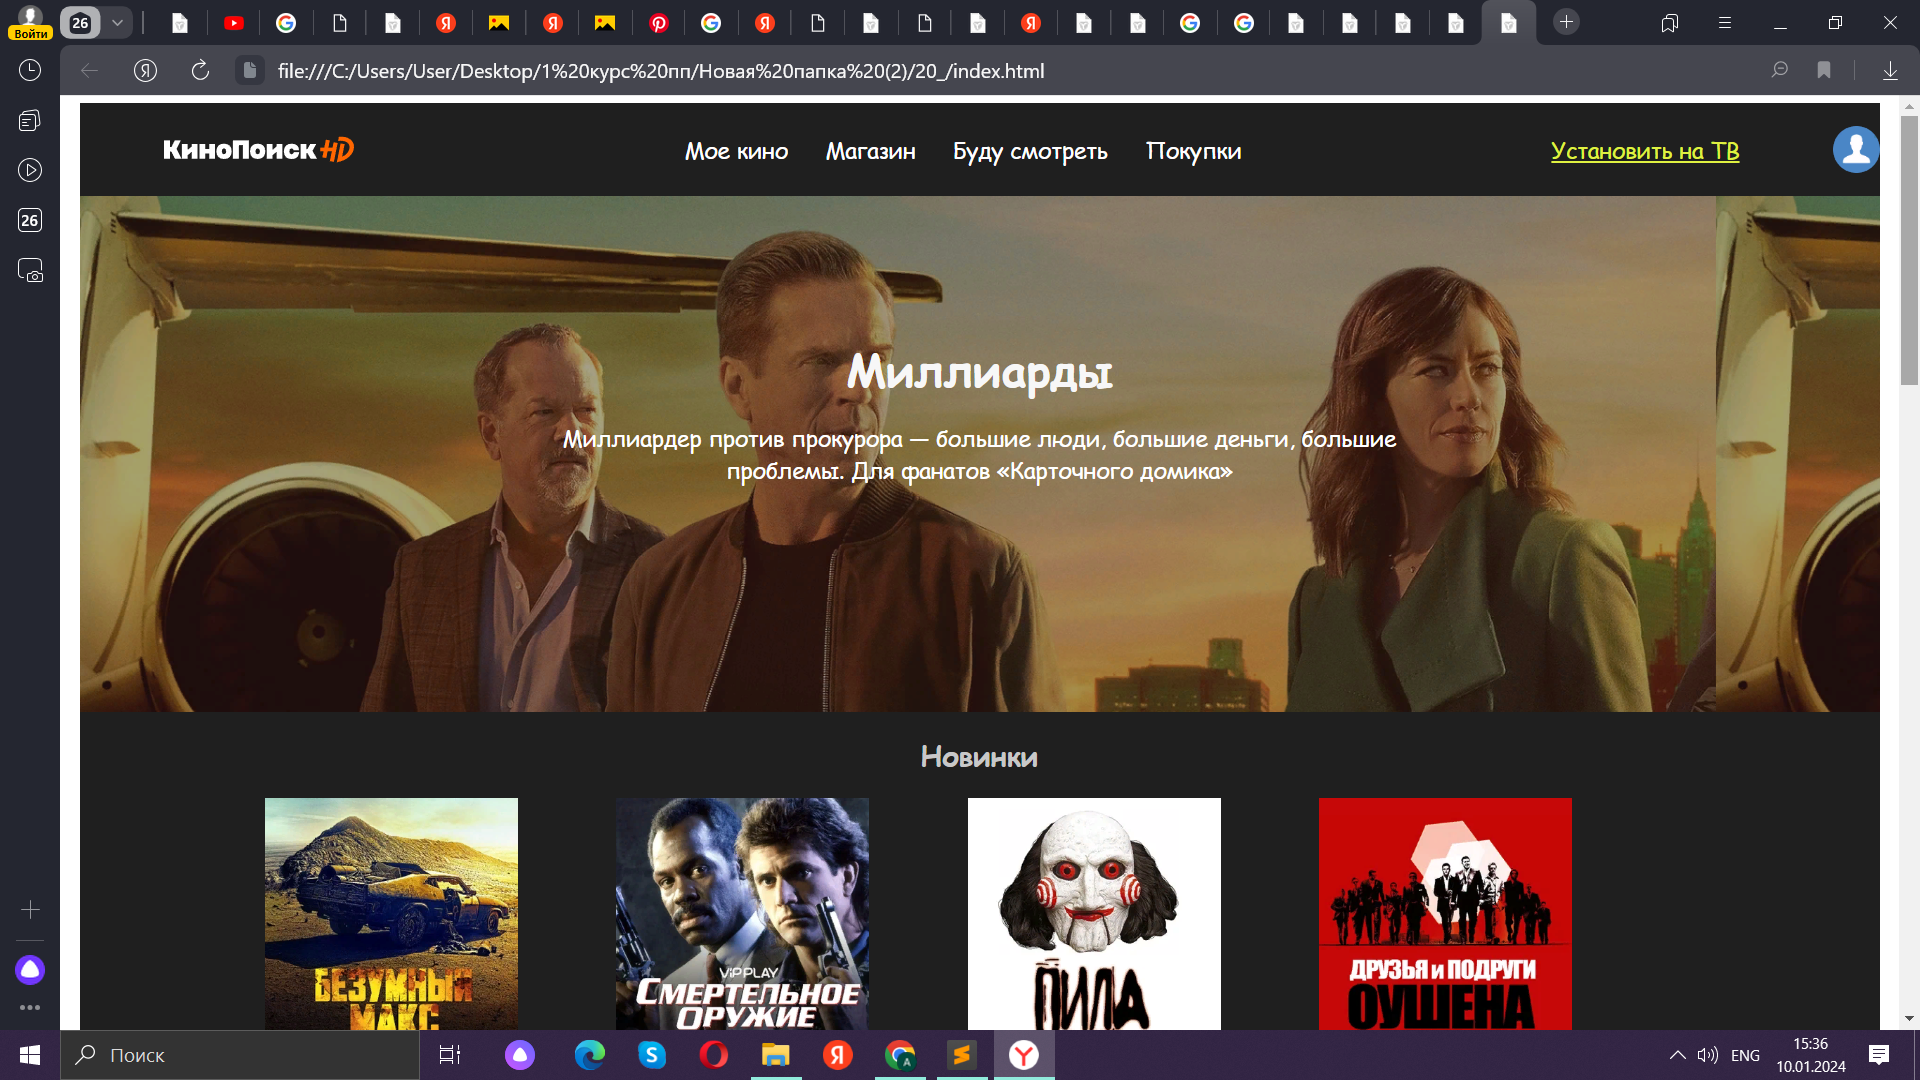 26
Войти
file:///C:/Users/User/Desktop/1%20курс%20пп/Новая%20папка%20(2)/20_/index.html
26
КиноПоиск HD
Мое кино
Магазин
Буду смотреть
Покупки
Установить на ТВ
Миллиарды
Миллиардер против прокурора — большие люди, большие деньги, большие
проблемы. Для фанатов «Карточного домика»
Новинки
БЕЗУМНЫЙ
МАКС
ViPPLAY
СМЕРТЕЛЬНОЕ
ОРУЖИЕ
ПИЛА
ДРУЗЬЯ и ПОДРУГИ
ОУШЕНА
Поиск
ENG
15:36
10.01.2024